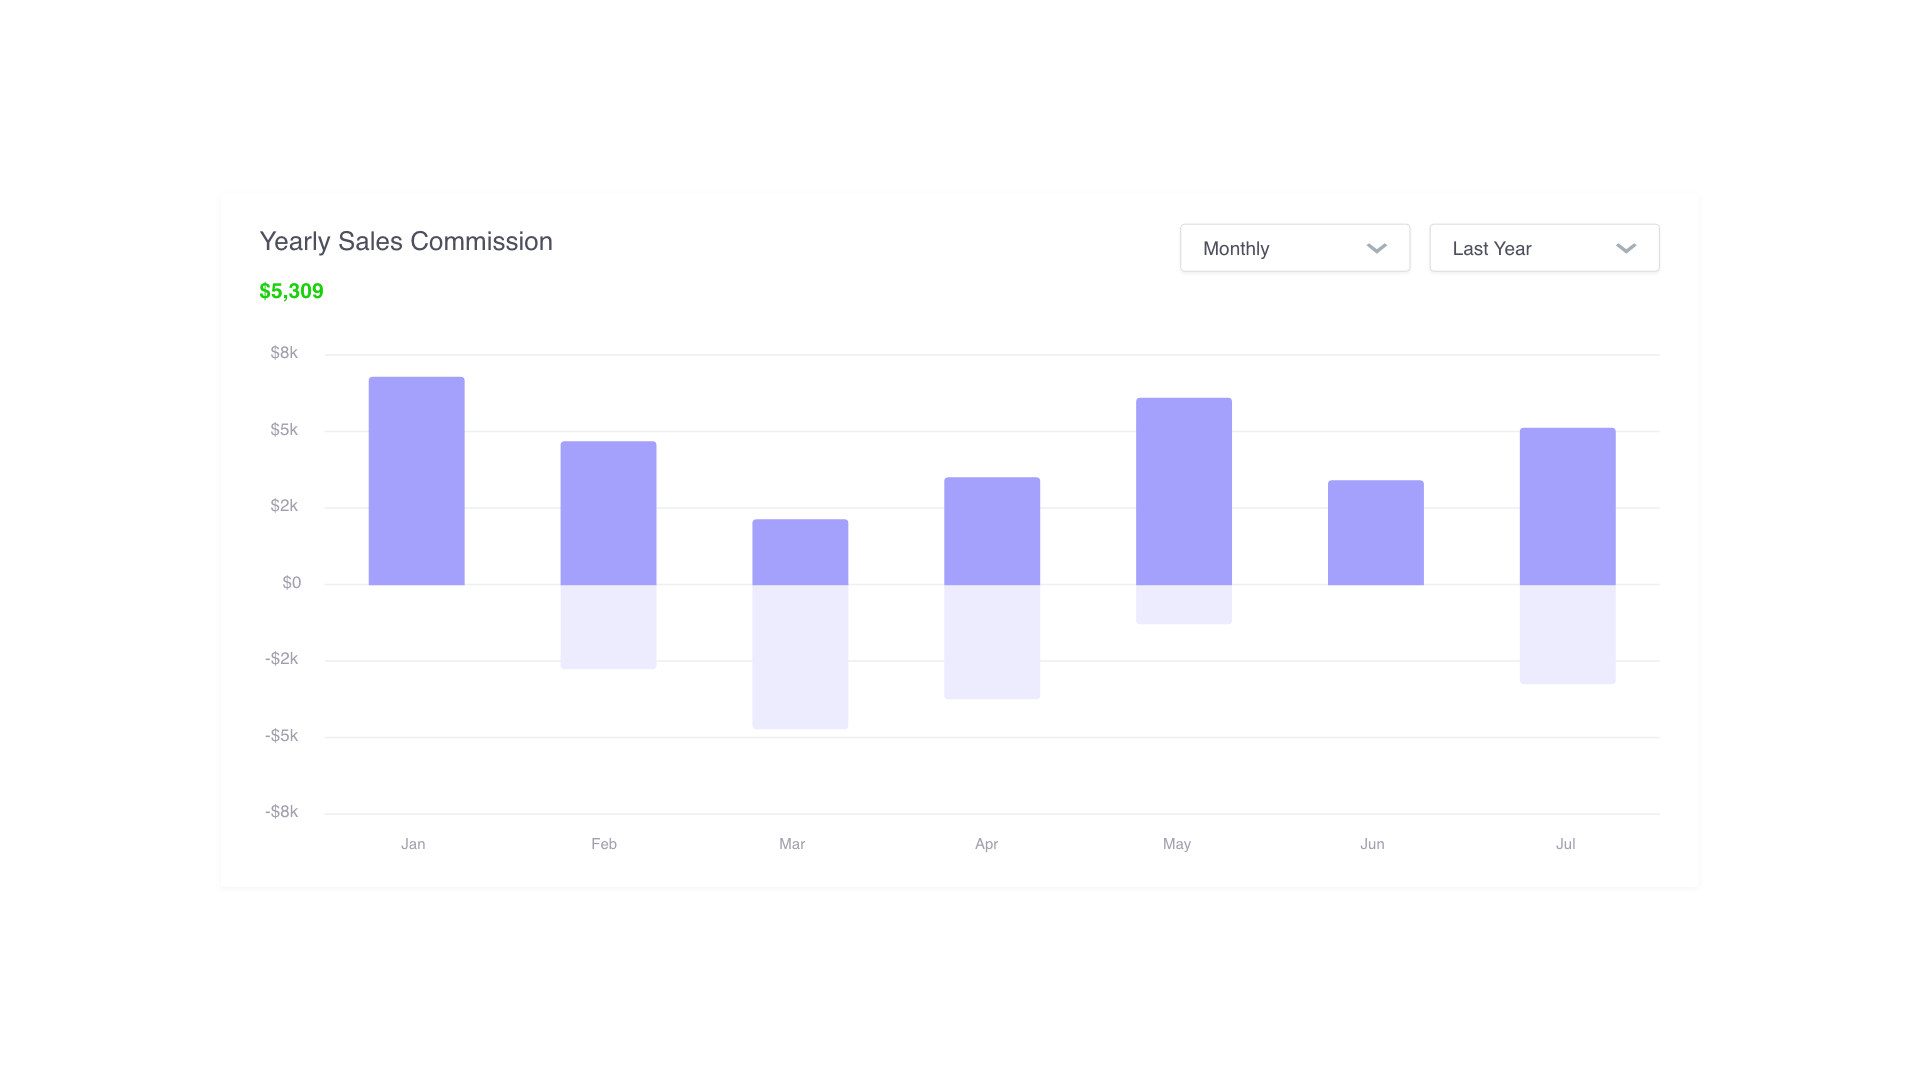 Yearly Sales Commission
Monthly
Last Year
$5,309
$8k
$5k
$2k
$0
-$2k
-$5k
-$8k
Jan Feb Mar Apr May Jun Jul